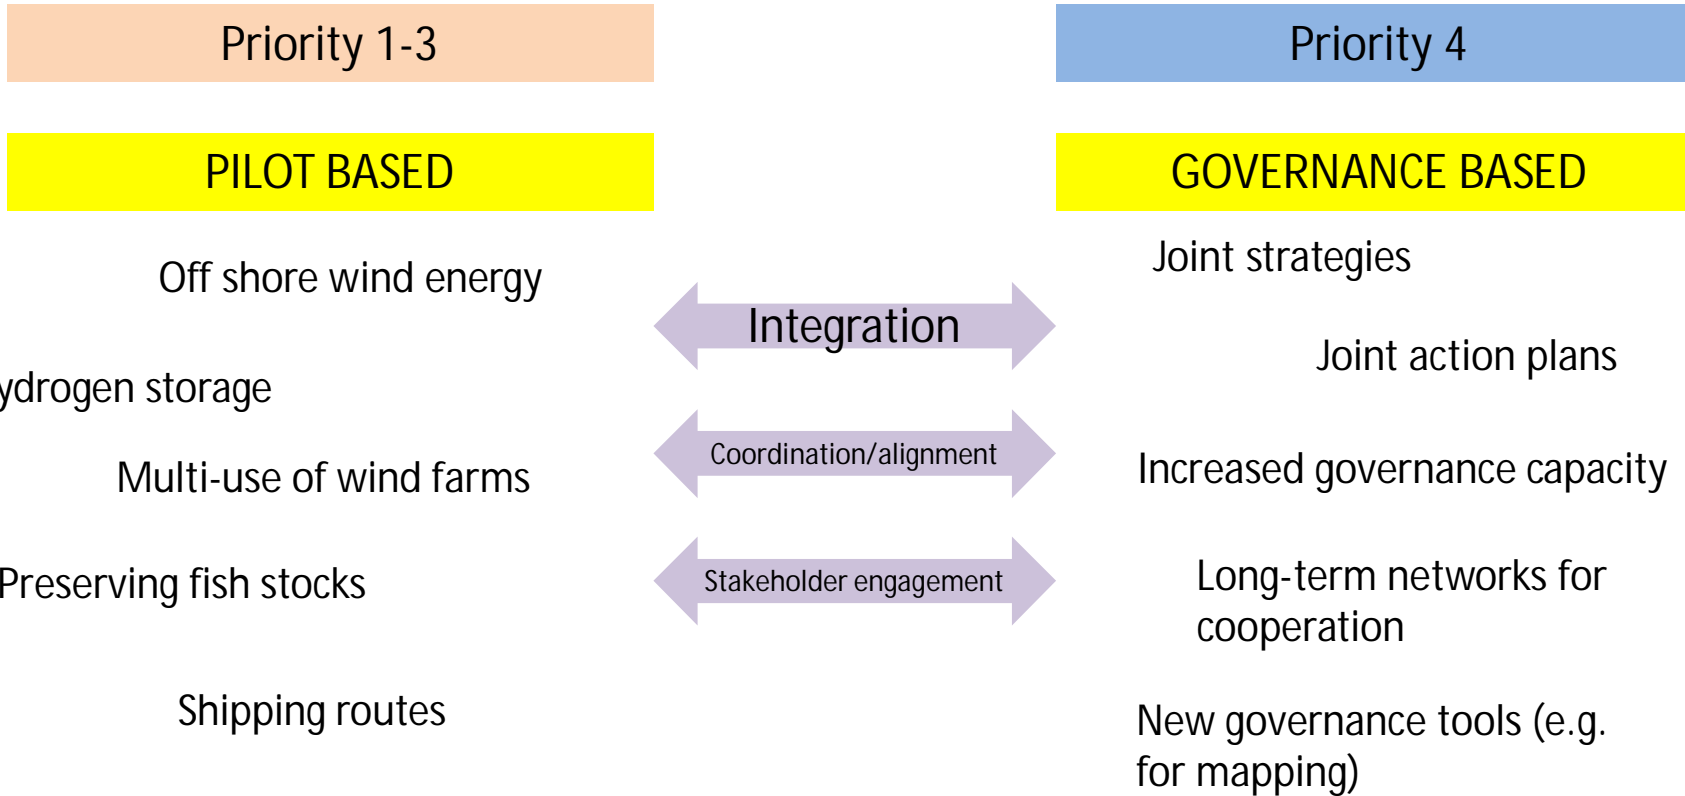 Priority 1-3
Priority 4
PILOT BASED
GOVERNANCE BASED
Off shore wind energy
ydrogen storage
Multi-use of wind farms
Preserving fish stocks
Shipping routes
Integration
Coordination/alignment
Stakeholder engagement
Joint strategies
Joint action plans
Increased governance capacity
Long-term networks for
cooperation
New governance tools (e.g.
for mapping)